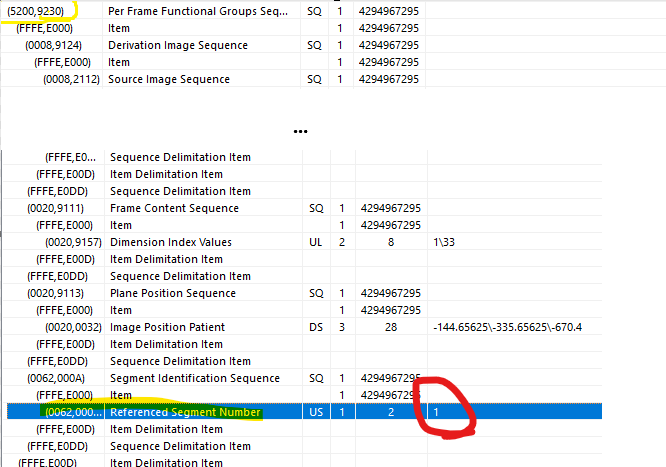 (5200,9230) Per Frame Functional Groups Seq... SQ 1 4294967295
(FFFE,E000) Item 1 4294967295
(0008,9124) Derivation Image Sequence SQ 1 4294967295
(FFFE,E000) Item 1 4294967295
(0008,2112) Source Image Sequence SQ 1 4294967295
...
(FFFE,E0... Sequence Delimitation Item
(FFFE,E00D) Item Delimitation Item
(FFFE,E0DD) Sequence Delimitation Item
(0020,9111) Frame Content Sequence SQ 1 4294967295
(FFFE,E000) Item 1 4294967295
(0020,9157) Dimension Index Values UL 2 8 1\33
(FFFE,E00D) Item Delimitation Item
(FFFE,E0DD) Sequence Delimitation Item
(0020,9113) Plane Position Sequence SQ 1 4294967295
(FFFE,E000) Item 1 4294967295
(0020,0032) Image Position Patient DS 3 28 -144.65625\-335.65625\-670.4
(FFFE,E00D) Item Delimitation Item
(FFFE,E0DD) Sequence Delimitation Item
(0062,000A) Segment Identification Sequence SQ 1 4294967295
(FFFE,E000) Item 1 4294967295
(0062,000... Referenced Segment Number US 1 2 1
(FFFE,E00D) Item Delimitation Item
(FFFE,E0DD) Sequence Delimitation Item
(FFFE,E00D) Item Delimitation Item